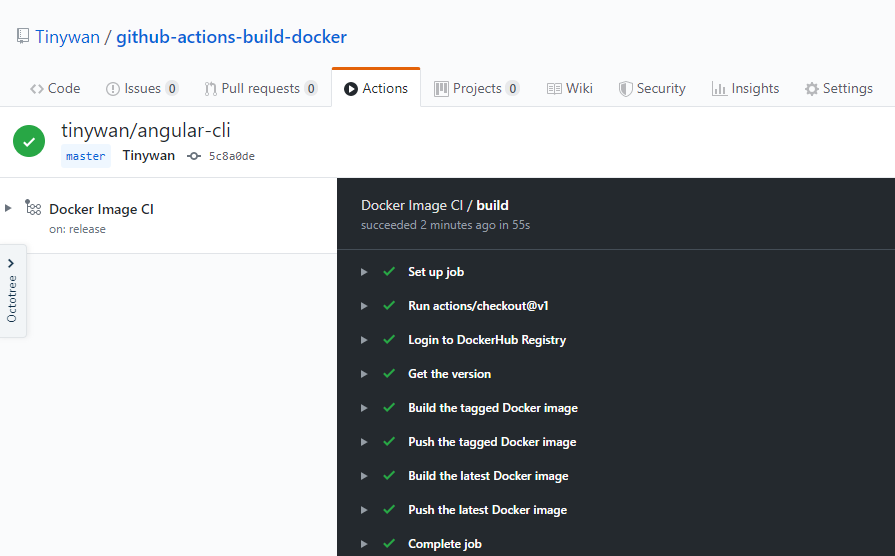 Tinywan / github-actions-build-docker
Code Issues 0 Pull requests 0 Actions Projects 0 Wiki Security Insights Settings
tinywan/angular-cli
master Tinywan 5c8a0de
Docker Image CI
on: release
Octotree
Docker Image CI / build
succeeded 2 minutes ago in 55s
Set up job
Run actions/checkout@v1
Login to DockerHub Registry
Get the version
Build the tagged Docker image
Push the tagged Docker image
Build the latest Docker image
Push the latest Docker image
Complete job